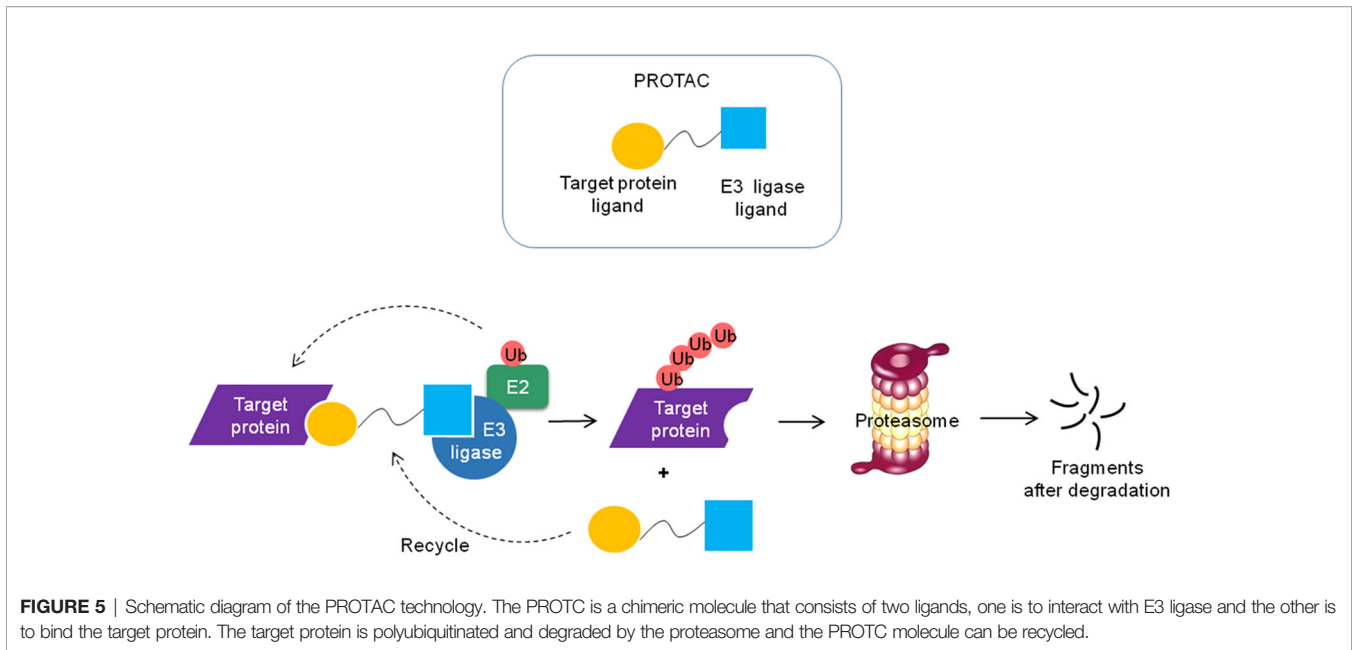 PROTAC
Target protein
ligand
E3 ligase
ligand
Ub
E2
Target
protein
E3
ligase
Ub
Ub
Ub
Ub
Target
protein
+
Recycle
Proteasome
Fragments
after degradation
FIGURE 5 | Schematic diagram of the PROTAC technology. The PROTC is a chimeric molecule that consists of two ligands, one is to interact with E3 ligase and the other is
to bind the target protein. The target protein is polyubiquitinated and degraded by the proteasome and the PROTC molecule can be recycled.